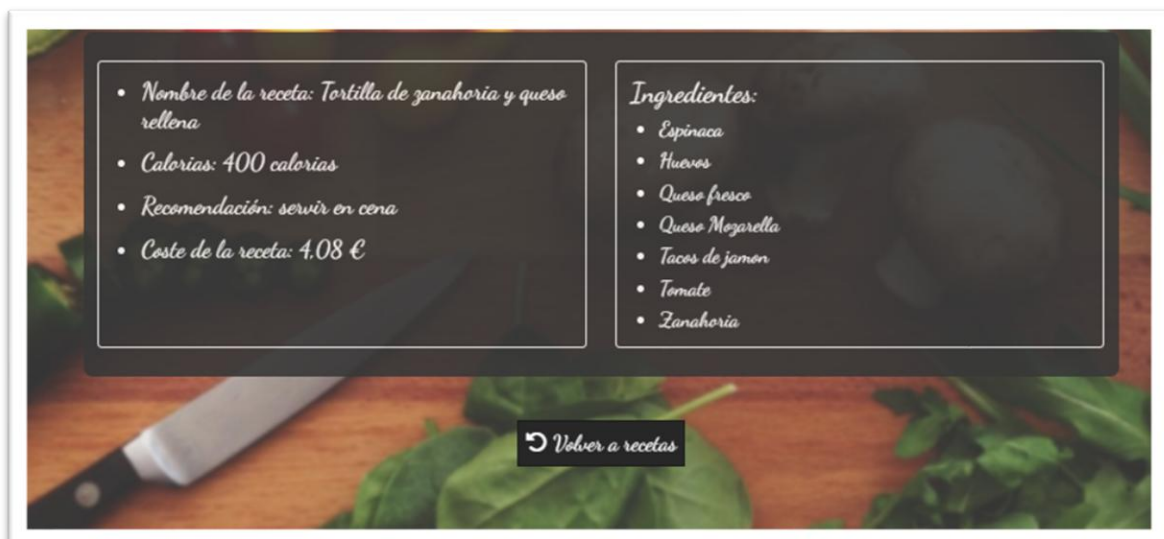 Nombre de la receta: Tortilla de zanahoria y queso
rellena
Calorias: 400 calorias
Recomendación: servir en cena
Coste de la receta: 4.08 €
Ingredientes:
Espinaca
Huevos
Queso fresco
Queso Mozarella
Tacos de jamon
Tomate
Zanahoria
Volver a recetas